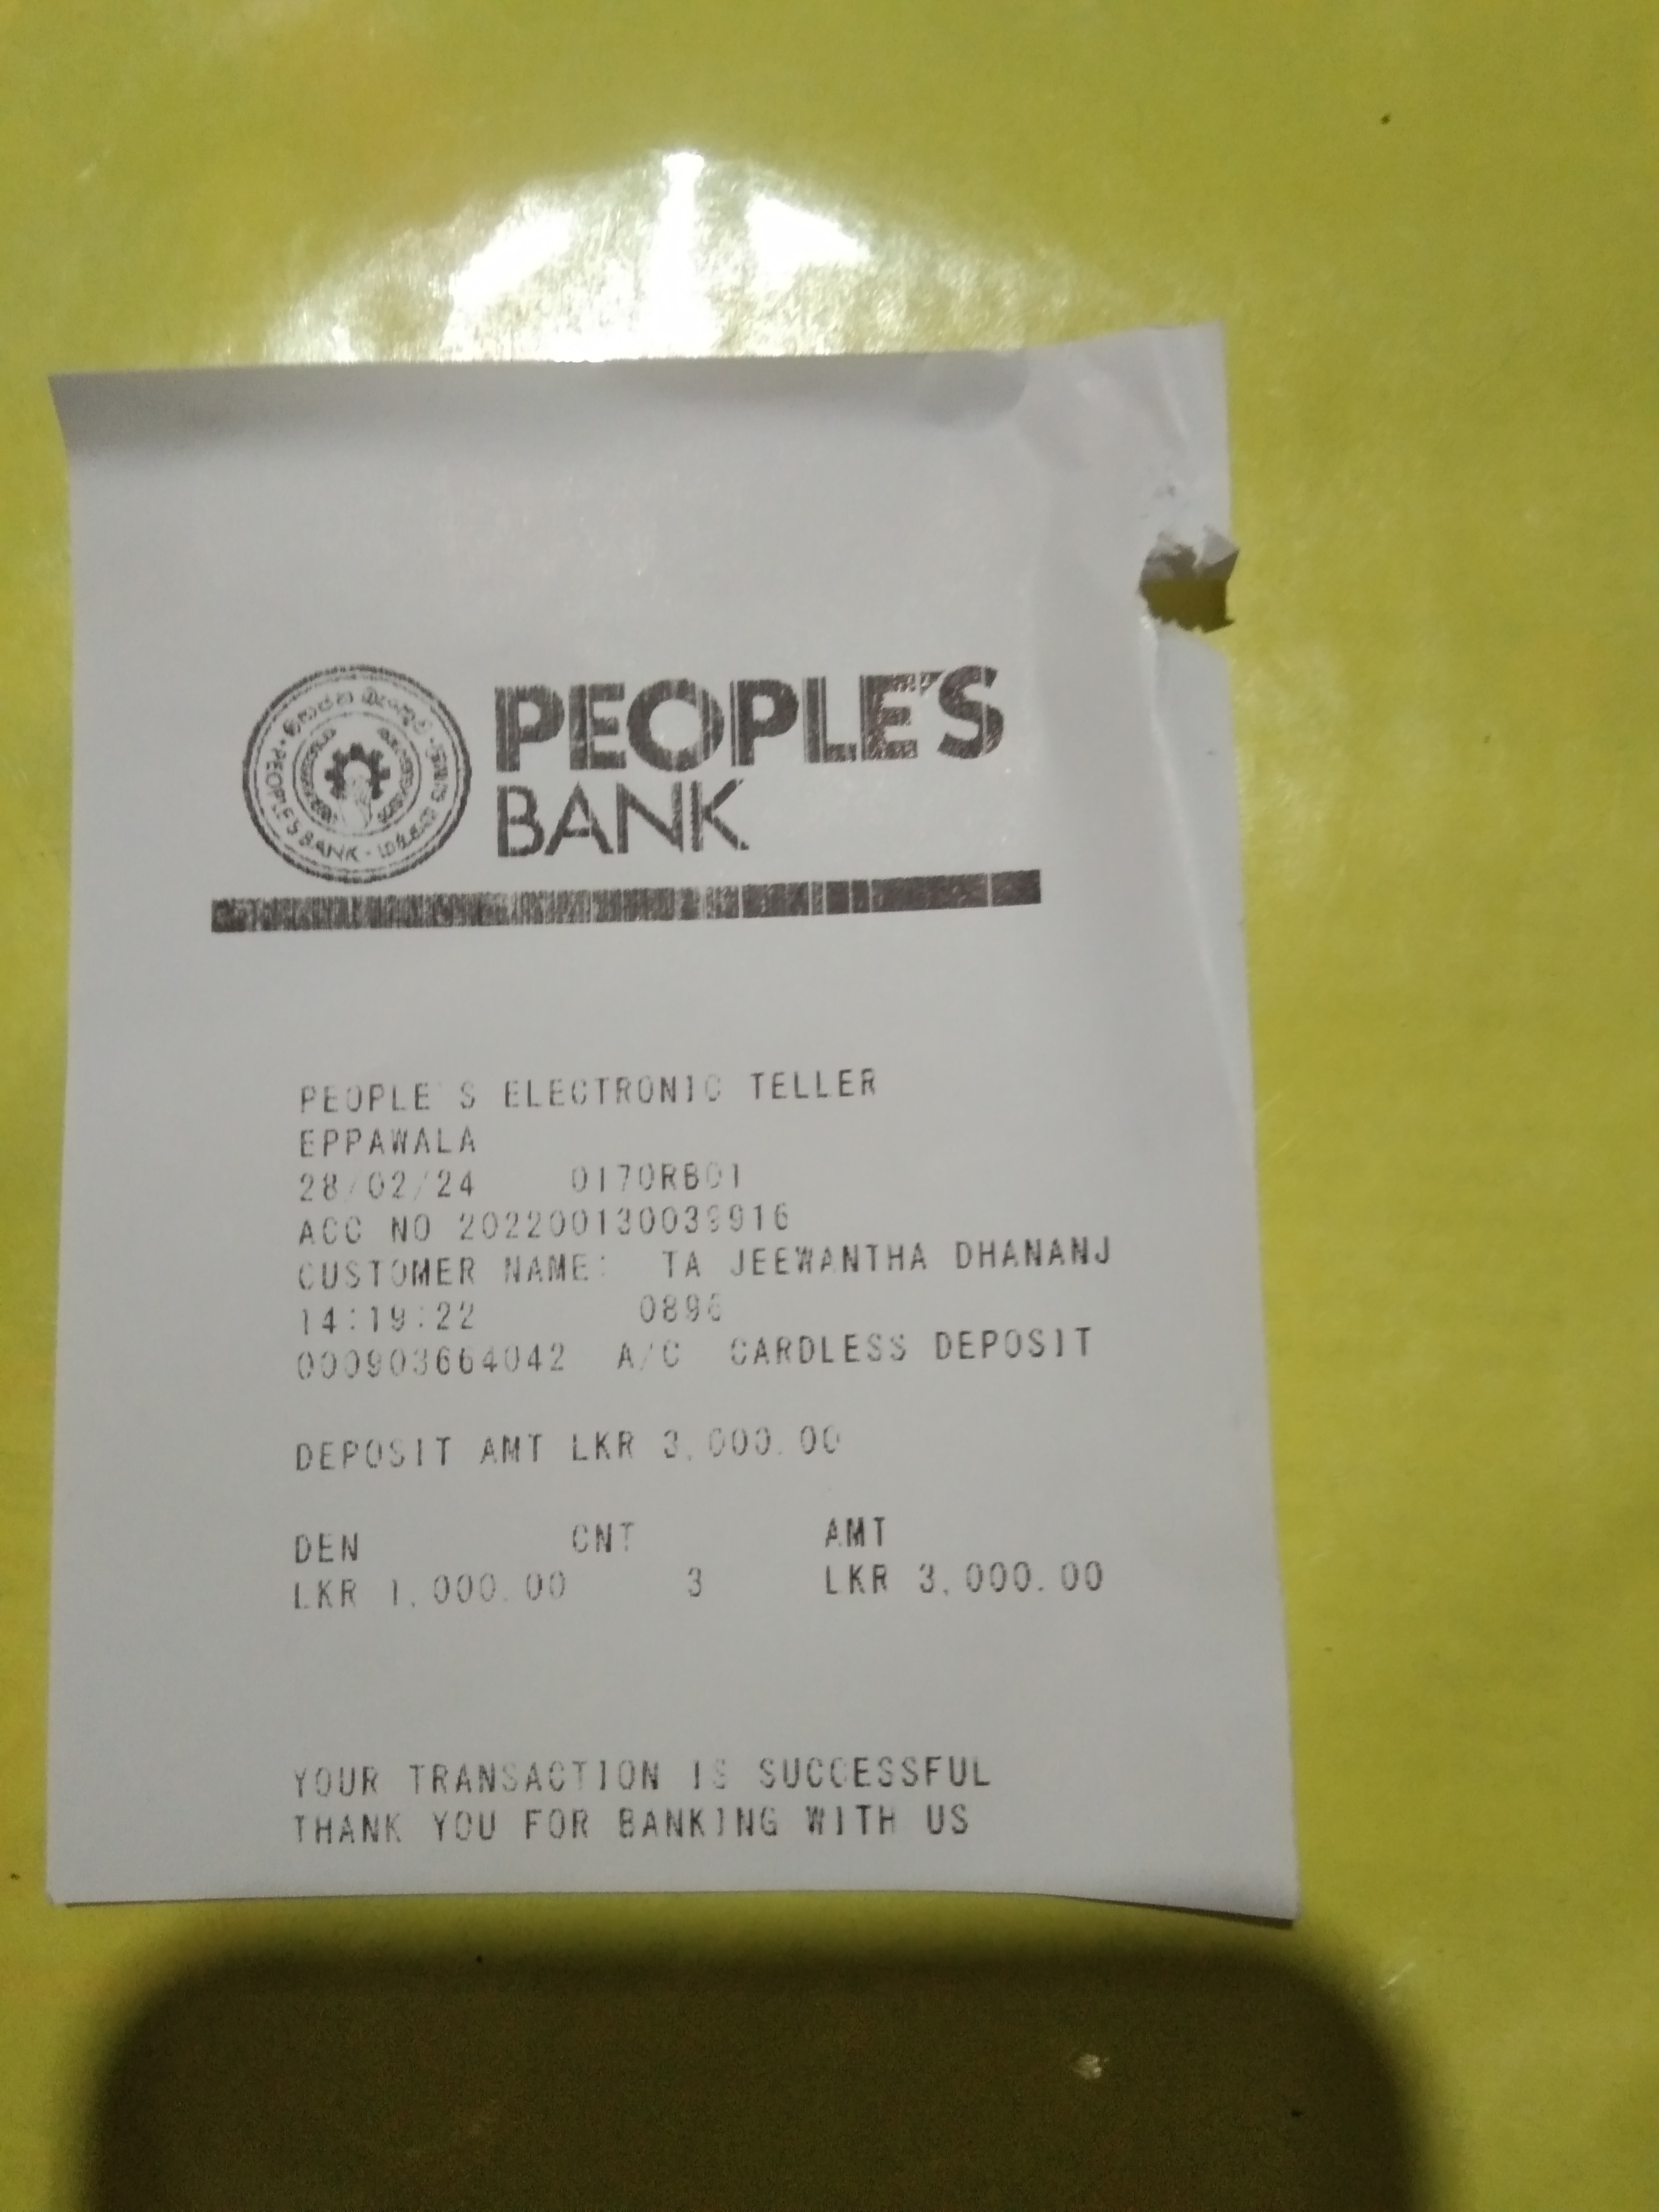 PEOPLE'S
BANK
PEOPLE'S BANK
PEOPLE'S ELECTRONIC TELLER
EPPAWALA
28/02/24 0170RB01
ACC NO 202200130039916
CUSTOMER NAME: TA JEEWANTHA DHANANJ
14:19:22 0896
000903664042 A/C CARDLESS DEPOSIT
DEPOSIT AMT LKR 3,000.00
DEN CNT AMT
LKR 1,000.00 3 LKR 3,000.00
YOUR TRANSACTION IS SUCCESSFUL
THANK YOU FOR BANKING WITH US